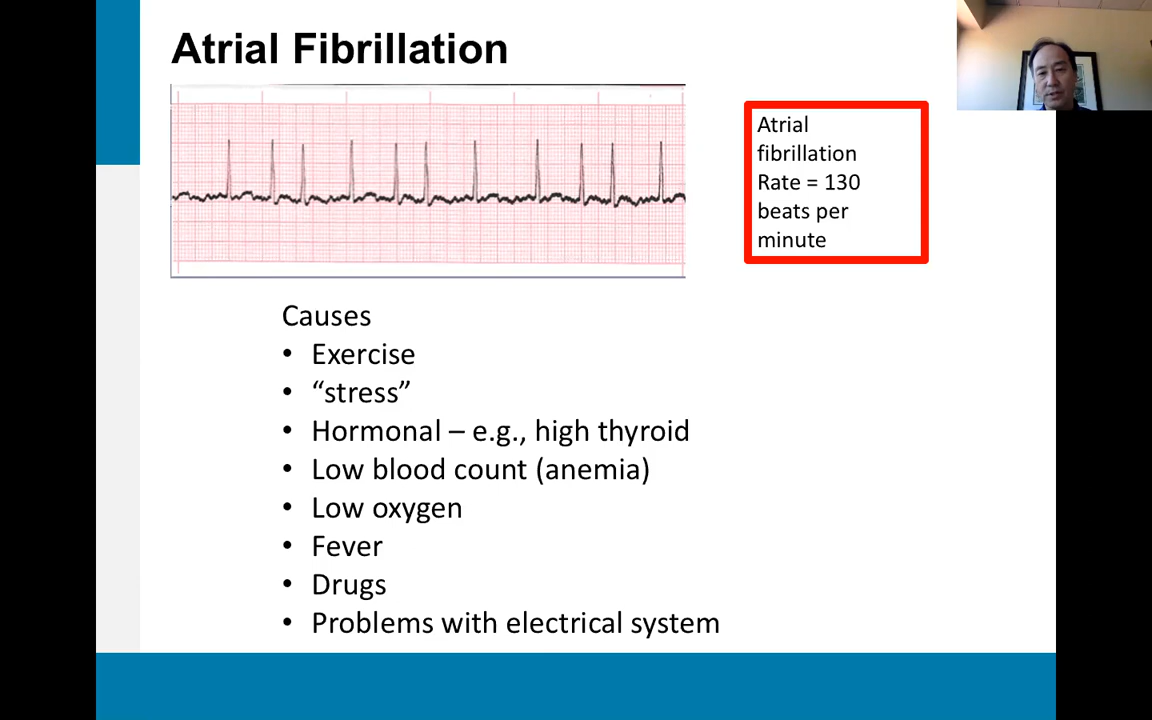 Atrial Fibrillation
Atrial
fibrillation
Rate = 130
beats per
minute
Causes
• Exercise
• “stress”
• Hormonal – e.g., high thyroid
• Low blood count (anemia)
• Low oxygen
• Fever
• Drugs
• Problems with electrical system